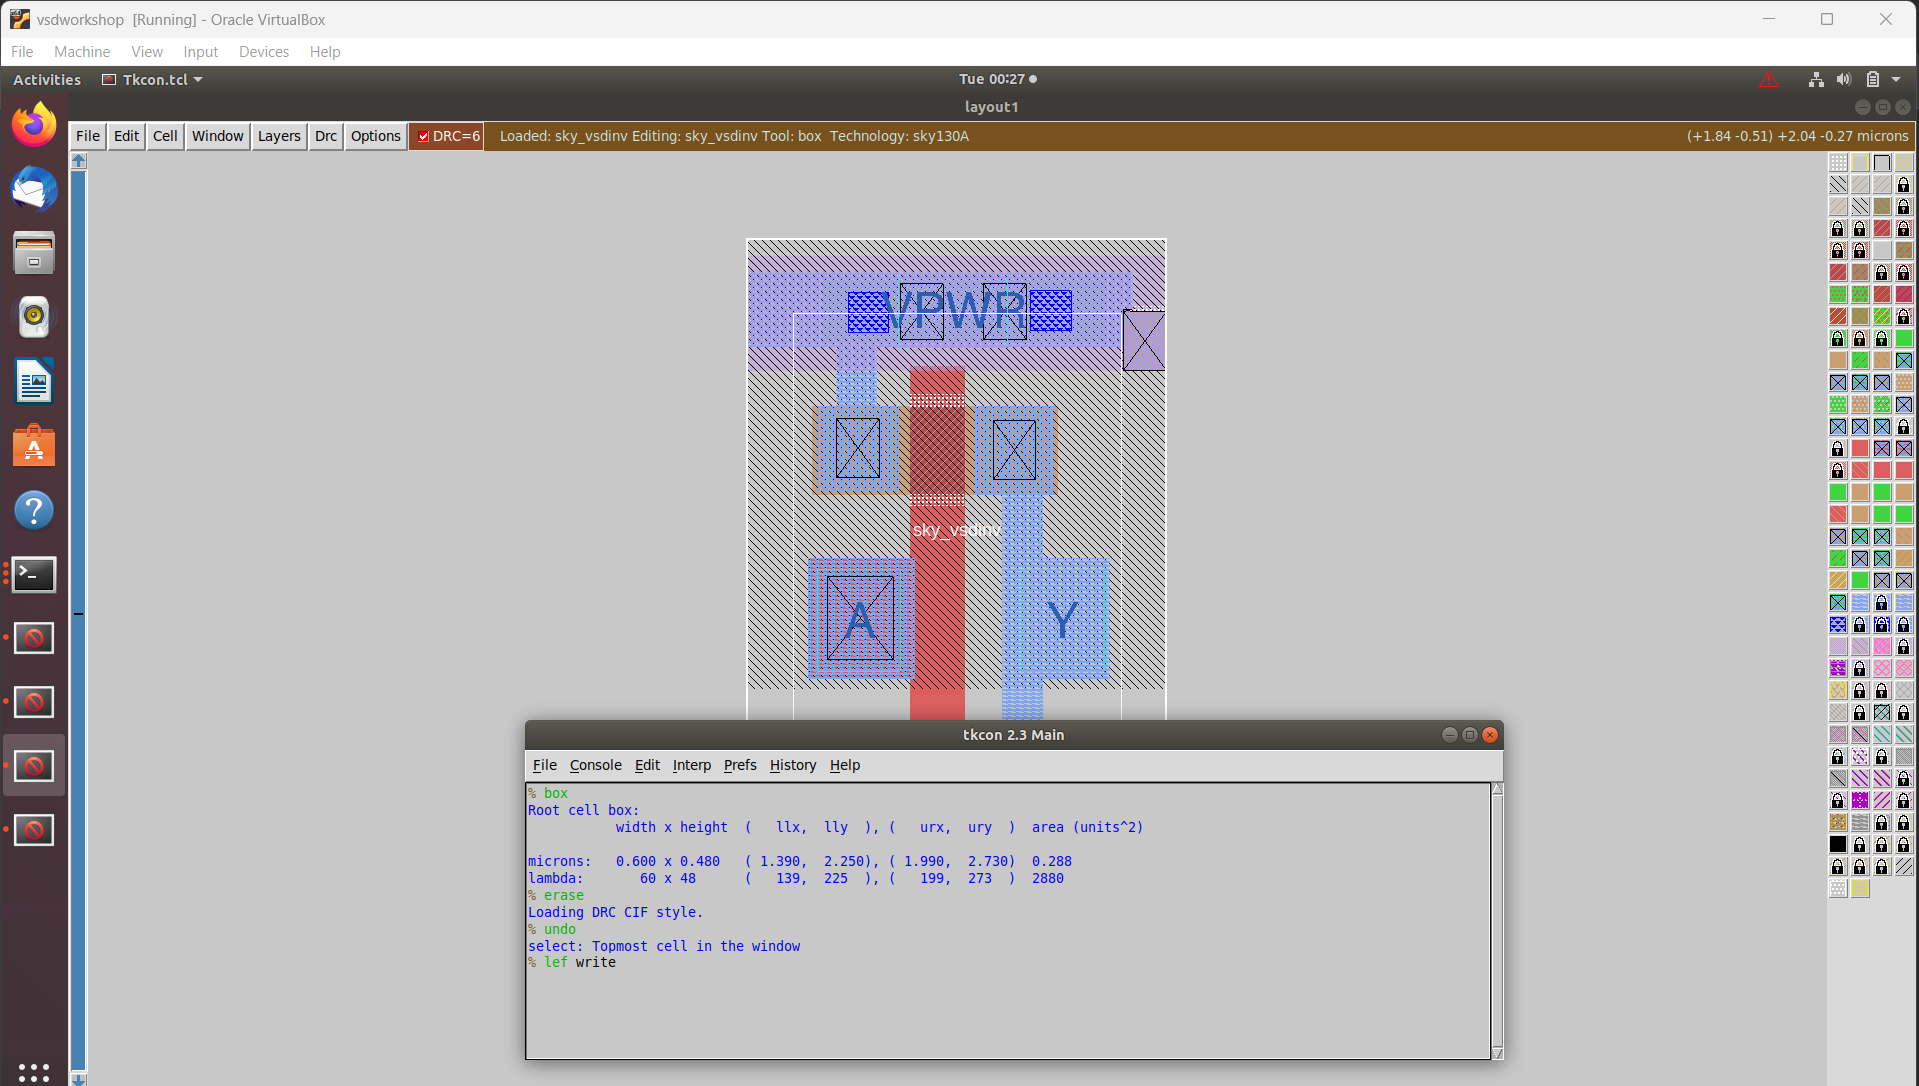 vsdworkshop [Running] - Oracle VirtualBox
File Machine View Input Devices Help
Activities Tkcon.tcl Tue 00:27
layout1
File Edit Cell Window Layers Drc Options DRC=6 Loaded: sky_vsdinv Editing: sky_vsdinv Tool: box Technology: sky130A (+1.84 -0.51) +2.04 -0.27 microns
VPWR
sky_vsdinv
A Y
tkcon 2.3 Main
File Console Edit Interp Prefs History Help
% box
Root cell box:
width x height ( llx, lly ), ( urx, ury ) area (units^2)
microns: 0.600 x 0.480 ( 1.390, 2.250), ( 1.990, 2.730) 0.288
lambda: 60 x 48 ( 139, 225 ), ( 199, 273 ) 2880
% erase
Loading DRC CIF style.
% undo
select: Topmost cell in the window
% lef write